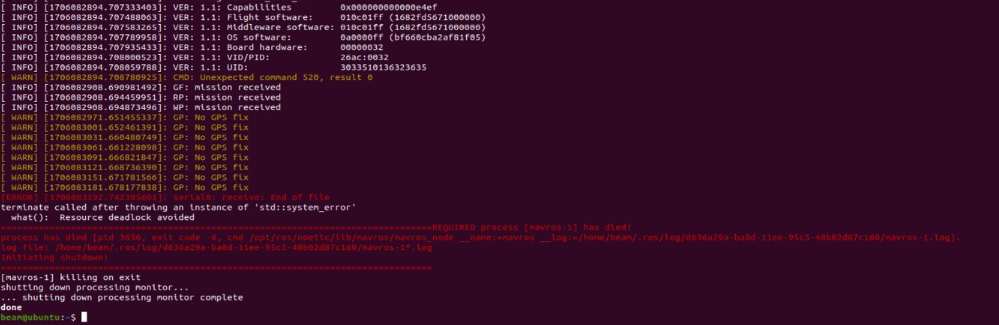 [ INFO] [1706082894.707333403]: VER: 1.1: Capabilities         0x000000000000e4ef
[ INFO] [1706082894.707488063]: VER: 1.1: Flight software:     010c01ff (1682fd5671000000)
[ INFO] [1706082894.707583265]: VER: 1.1: Middleware software: 010c01ff (1682fd5671000000)
[ INFO] [1706082894.707789958]: VER: 1.1: OS software:         0a0000ff (bf660cba2af81f05)
[ INFO] [1706082894.707935433]: VER: 1.1: Board hardware:      00000032
[ INFO] [1706082894.708000523]: VER: 1.1: VID/PID:             26ac:0032
[ INFO] [1706082894.708059788]: VER: 1.1: UID:                 3033510136323635
[ WARN] [1706082894.708780925]: CMD: Unexpected command 520, result 0
[ INFO] [1706082908.690981492]: GF: mission received
[ INFO] [1706082908.694459951]: RP: mission received
[ INFO] [1706082908.694873496]: WP: mission received
[ WARN] [1706082971.651455337]: GP: No GPS fix
[ WARN] [1706083001.652461391]: GP: No GPS fix
[ WARN] [1706083031.660480749]: GP: No GPS fix
[ WARN] [1706083061.661228098]: GP: No GPS fix
[ WARN] [1706083091.666821847]: GP: No GPS fix
[ WARN] [1706083121.668736390]: GP: No GPS fix
[ WARN] [1706083151.671781566]: GP: No GPS fix
[ WARN] [1706083181.678177838]: GP: No GPS fix
[ERROR] [1706083192.742305601]: serial0: receive: End of file
terminate called after throwing an instance of 'std::system_error'
  what():  Resource deadlock avoided
================================================================================REQUIRED process [mavros-1] has died!
process has died [pid 3656, exit code -6, cmd /opt/ros/noetic/lib/mavros/mavros_node __name:=mavros __log:=/home/beam/.ros/log/d636a29a-ba8d-11ee-95c5-48b02d87c160/mavros-1.log].
log file: /home/beam/.ros/log/d636a29a-ba8d-11ee-95c5-48b02d87c160/mavros-1*.log
Initiating shutdown!
================================================================================
[mavros-1] killing on exit
shutting down processing monitor...
... shutting down processing monitor complete
done
beam@ubuntu:~$